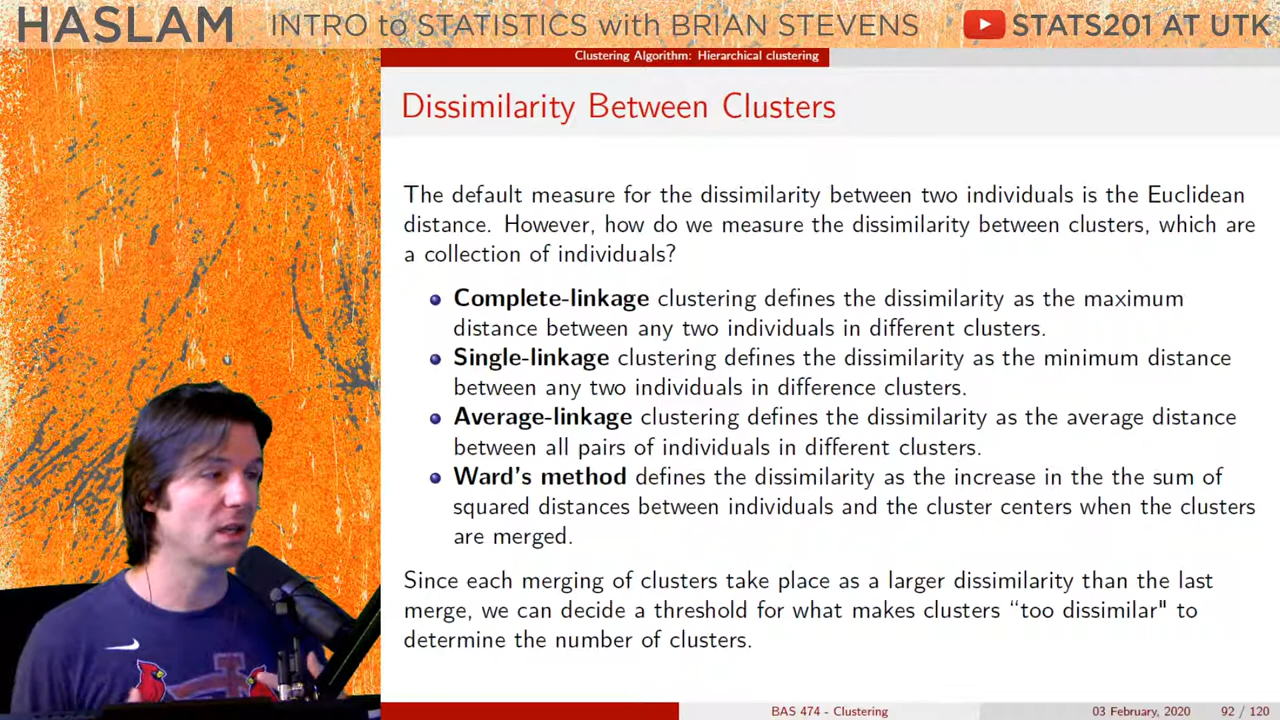 HASLAM INTRO to STATISTICS with BRIAN STEVENS STATS201 AT UTK
Clustering Algorithm: Hierarchical clustering
Dissimilarity Between Clusters
The default measure for the dissimilarity between two individuals is the Euclidean
distance. However, how do we measure the dissimilarity between clusters, which are
a collection of individuals?
Complete-linkage clustering defines the dissimilarity as the maximum
distance between any two individuals in different clusters.
Single-linkage clustering defines the dissimilarity as the minimum distance
between any two individuals in difference clusters.
Average-linkage clustering defines the dissimilarity as the average distance
between all pairs of individuals in different clusters.
Ward's method defines the dissimilarity as the increase in the the sum of
squared distances between individuals and the cluster centers when the clusters
are merged.
Since each merging of clusters take place as a larger dissimilarity than the last
merge, we can decide a threshold for what makes clusters “too dissimilar" to
determine the number of clusters.
BAS 474 - Clustering 03 February, 2020 92 / 120